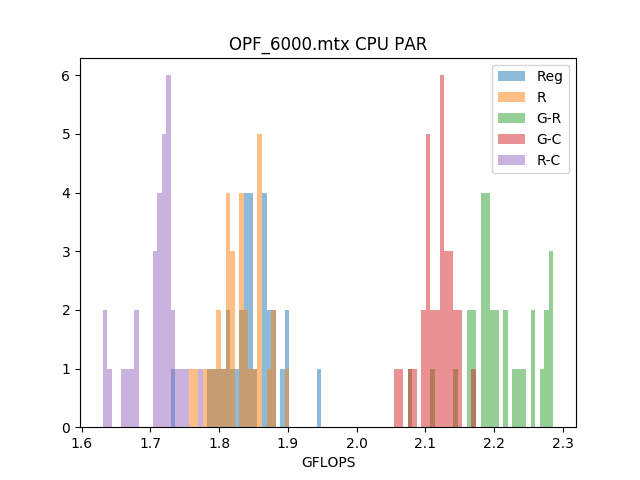 OPF_6000.mtx CPU PAR
6
5
4
3
2
1
0
Reg
R
G-R
G-C
R-C
1.6 1.7 1.8 1.9 2.0 2.1 2.2 2.3
GFLOPS